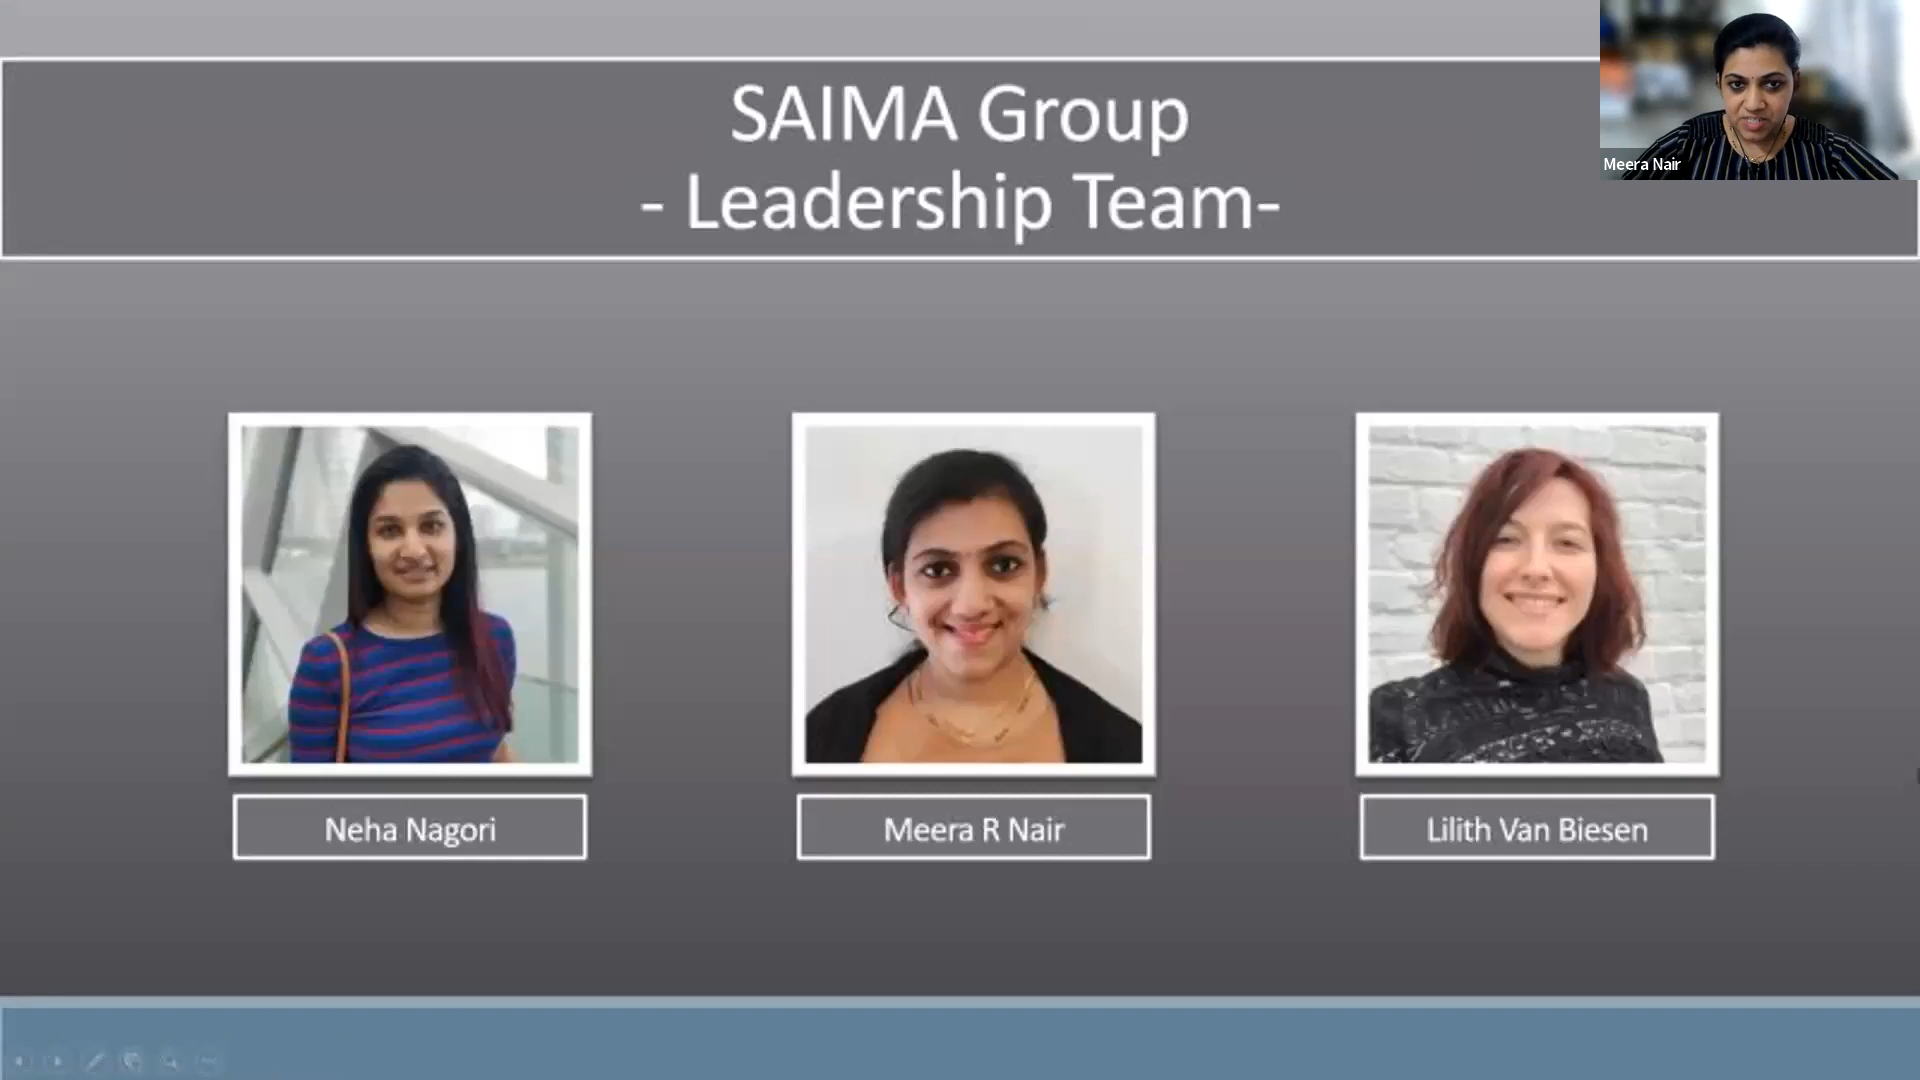 SAIMA Group
- Leadership Team-
Meera Nair
Neha Nagori
Meera R Nair
Lilith Van Biesen